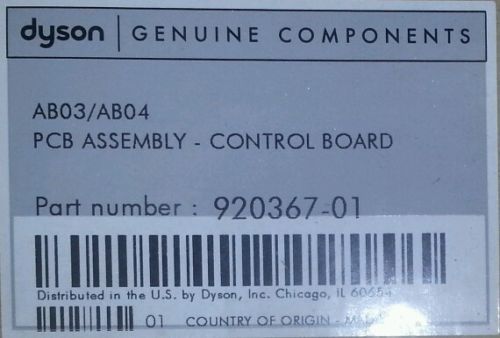 dyson | GENUINE COMPONENTS
AB03/AB04
PCB ASSEMBLY - CONTROL BOARD
Part number : 920367-01
Distributed in the U.S. by Dyson, Inc. Chicago, IL 60654
01 COUNTRY OF ORIGIN -